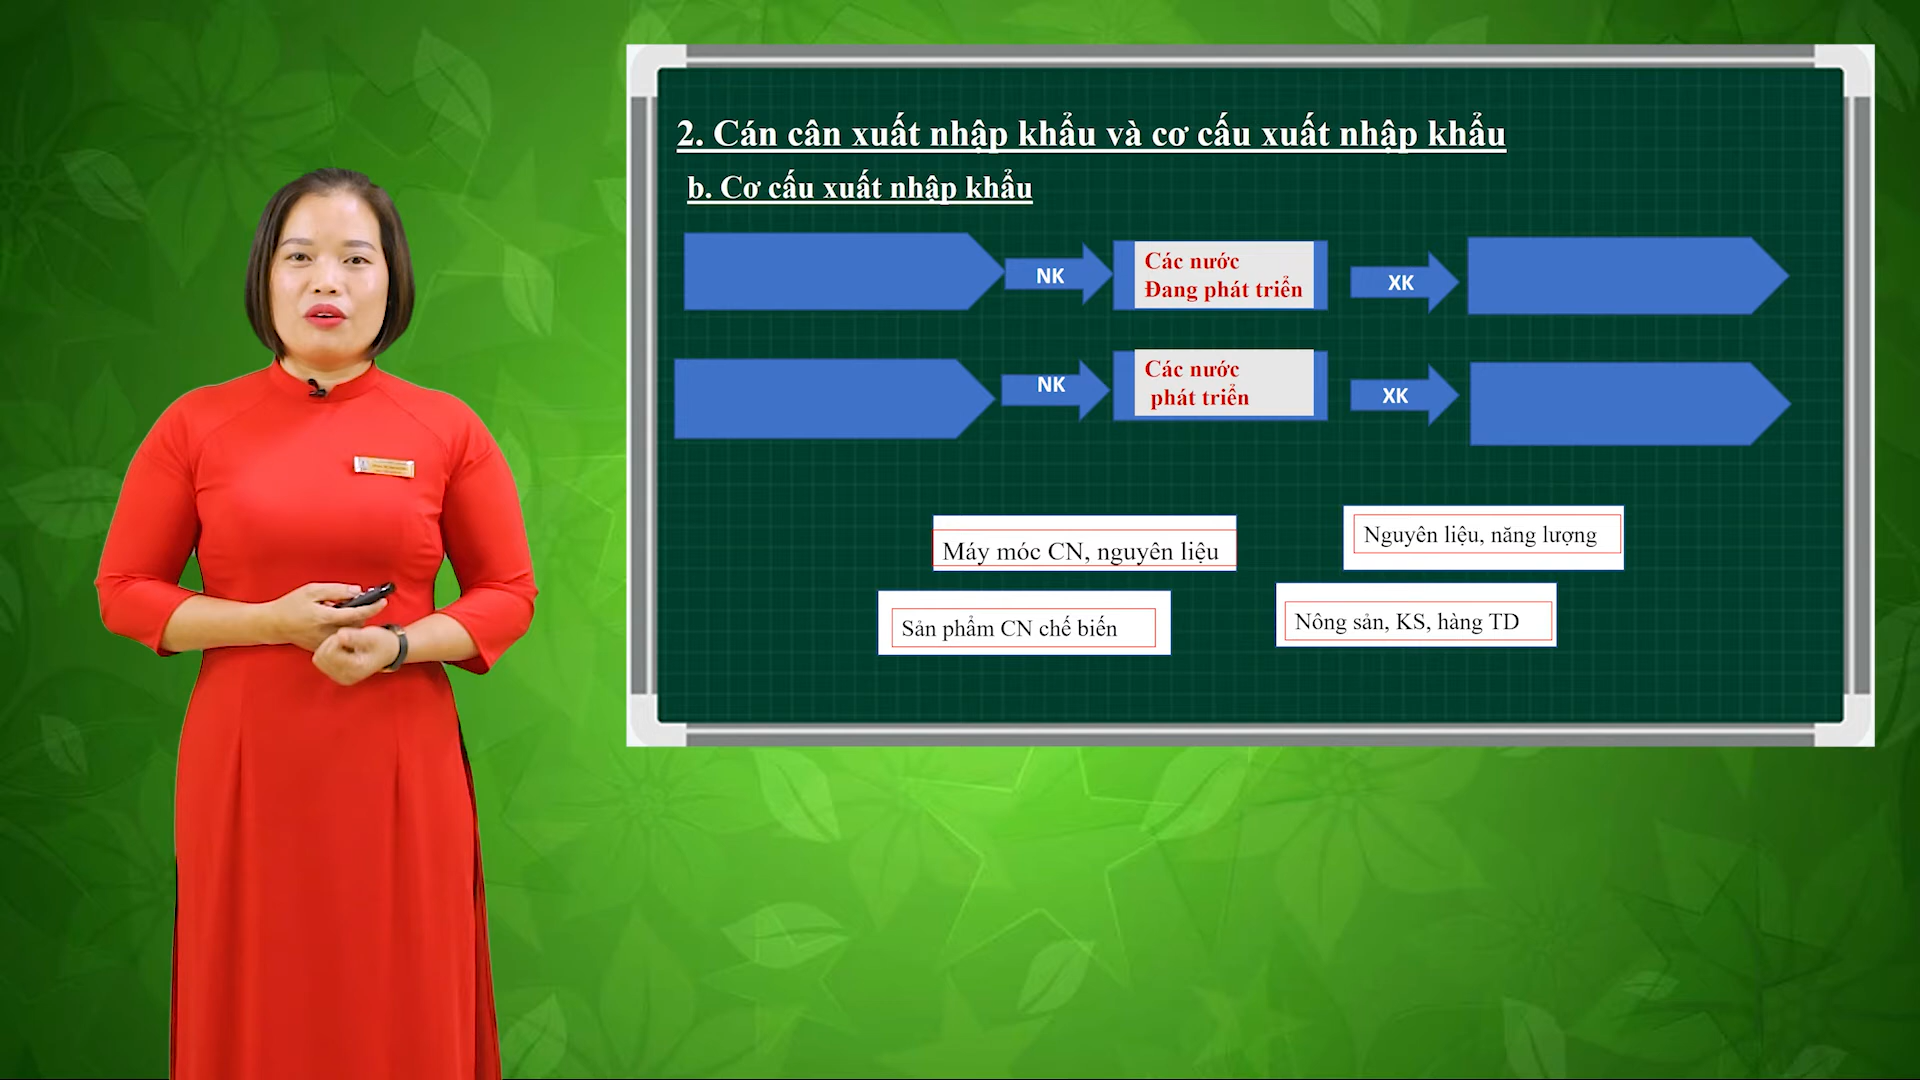 2. Cán cân xuất nhập khẩu và cơ cấu xuất nhập khẩu
b. Cơ cấu xuất nhập khẩu
NK
Các nước
Đang phát triển
XK
NK
Các nước
phát triển
XK
Máy móc CN, nguyên liệu
Nguyên liệu, năng lượng
Sản phẩm CN chế biến
Nông sản, KS, hàng TD